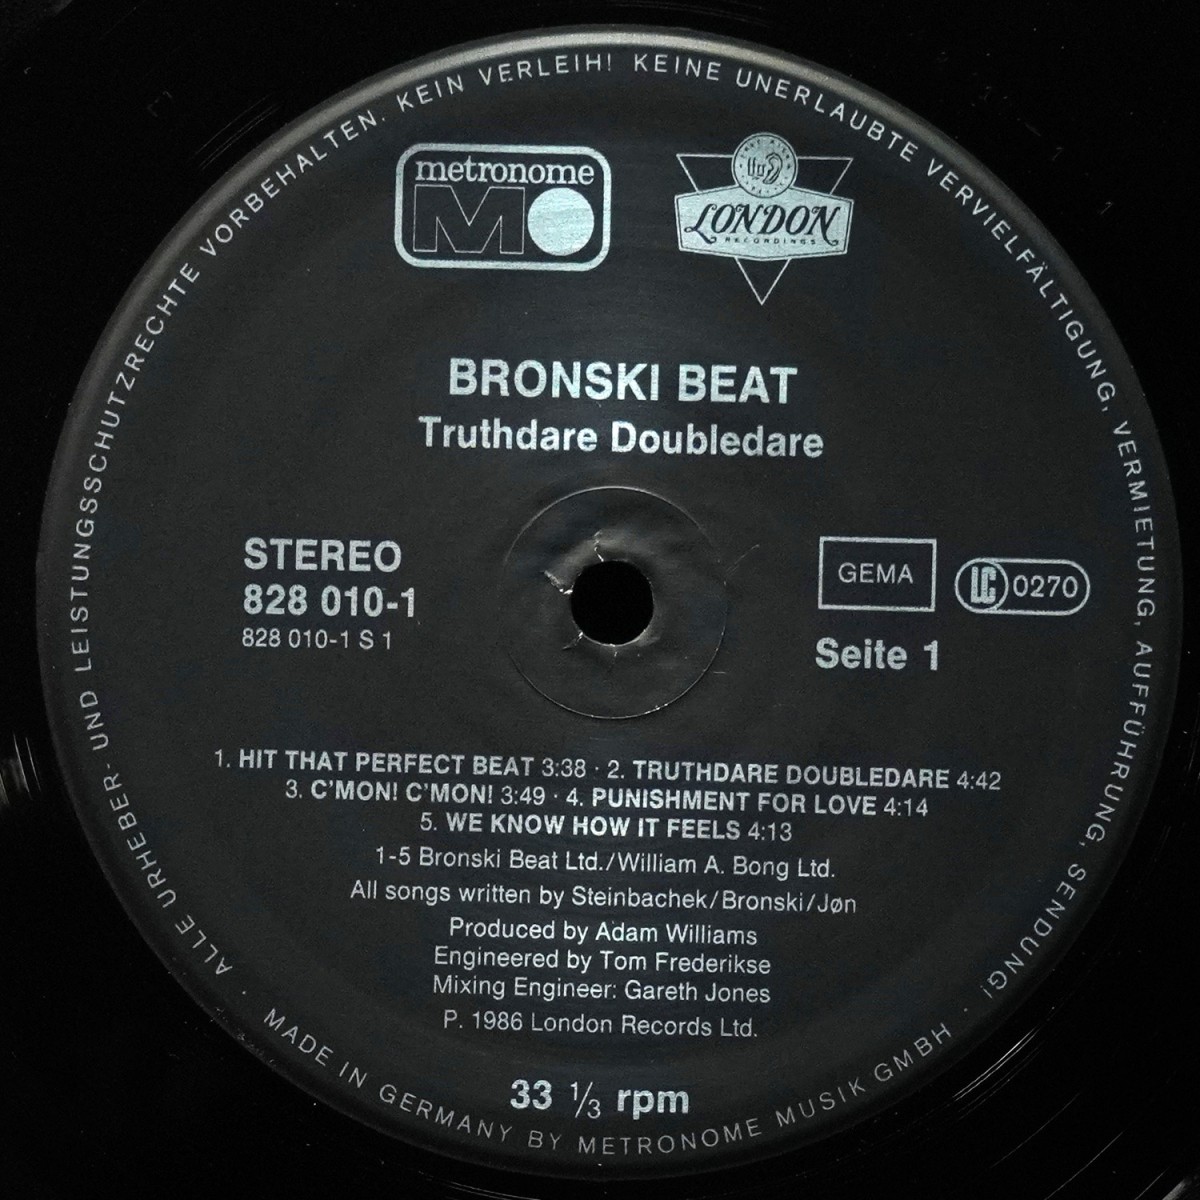 ALLE URHEBER- UND LEISTUNGSSCHUTZRECHTE VORBEHALTEN. KEIN VERLEIH! KEINE UNERLAUBTE VERVIELFÄLTIGUNG, VERMIETUNG, AUFFÜHRUNG, SENDUNG!
metronome
MO
LONDON
RECORDINGS
BRONSKI BEAT
Truthdare Doubledare
STEREO
828 010-1
828 010-1 S 1
GEMA
LC 0270
Seite 1
1. HIT THAT PERFECT BEAT 3:38 · 2. TRUTHDARE DOUBLEDARE 4:42
3. C'MON! C'MON! 3:49 · 4. PUNISHMENT FOR LOVE 4:14
5. WE KNOW HOW IT FEELS 4:13
1-5 Bronski Beat Ltd./William A. Bong Ltd.
All songs written by Steinbachek/Bronski/Jøn
Produced by Adam Williams
Engineered by Tom Frederikse
Mixing Engineer: Gareth Jones
P. 1986 London Records Ltd.
33 1/3 rpm
· MADE IN GERMANY BY METRONOME MUSIK GMBH ·